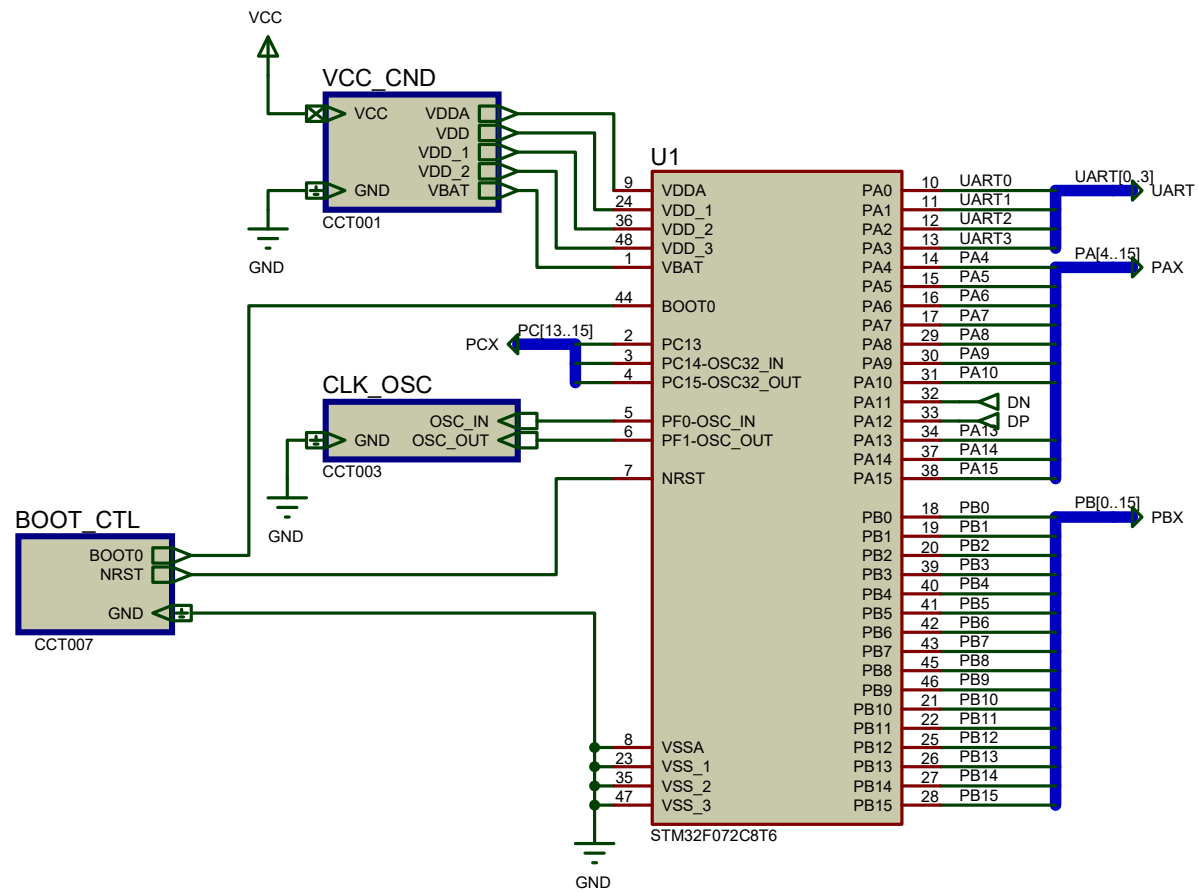 VCC
VCC_CND
VCC VDDA
VDD
VDD_1
VDD_2
GND VBAT
CCT001
GND
U1
9 VDDA
24 VDD_1
36 VDD_2
48 VDD_3
1 VBAT
44 BOOT0
PCX PC[13..15]
2 PC13
3 PC14-OSC32_IN
4 PC15-OSC32_OUT
CLK_OSC
OSC_IN
GND OSC_OUT
CCT003
GND
5 PF0-OSC_IN
6 PF1-OSC_OUT
7 NRST
BOOT_CTL
BOOT0
NRST
GND
CCT007
8 VSSA
23 VSS_1
35 VSS_2
47 VSS_3
GND
PA0 10 UART0
PA1 11 UART1
PA2 12 UART2
PA3 13 UART3
UART[0..3] UART
PA4 14 PA4
PA5 15 PA5
PA6 16 PA6
PA7 17 PA7
PA8 29 PA8
PA9 30 PA9
PA10 31 PA10
PA11 32 DN
PA12 33 DP
PA13 34 PA13
PA14 37 PA14
PA15 38 PA15
PA[4..15] PAX
PB0 18 PB0
PB1 19 PB1
PB2 20 PB2
PB3 39 PB3
PB4 40 PB4
PB5 41 PB5
PB6 42 PB6
PB7 43 PB7
PB8 45 PB8
PB9 46 PB9
PB10 21 PB10
PB11 22 PB11
PB12 25 PB12
PB13 26 PB13
PB14 27 PB14
PB15 28 PB15
PB[0..15] PBX
STM32F072C8T6